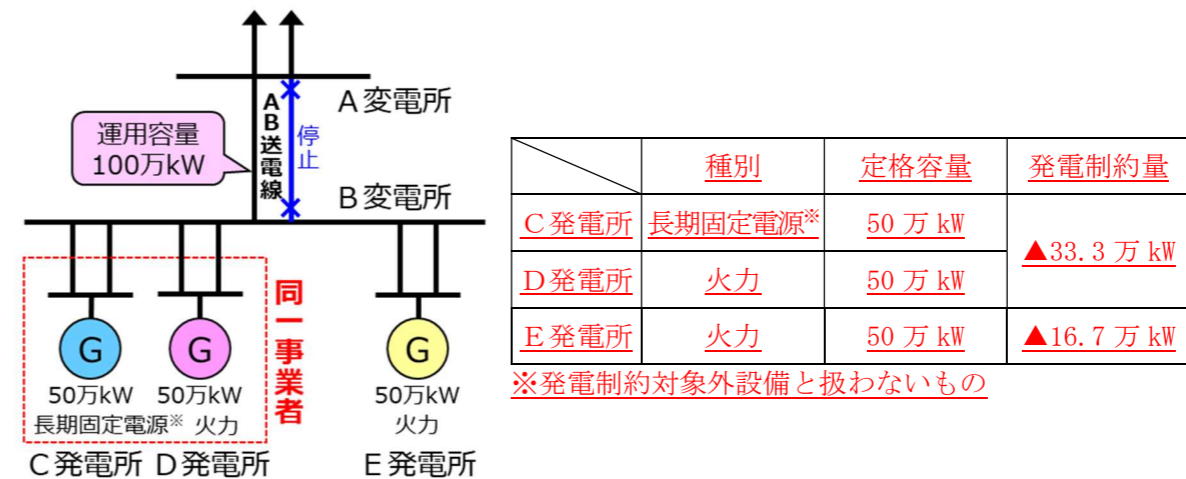 運用容量
100万kW
AB送電線
停止
A変電所
B変電所
同一事業者
G
G
G
50万kW
50万kW
50万kW
長期固定電源※
火力
火力
C発電所
D発電所
E発電所
種別 定格容量 発電制約量
C発電所 長期固定電源※ 50万kW ▲33.3万kW
D発電所 火力 50万kW
E発電所 火力 50万kW ▲16.7万kW
※発電制約対象外設備と扱わないもの